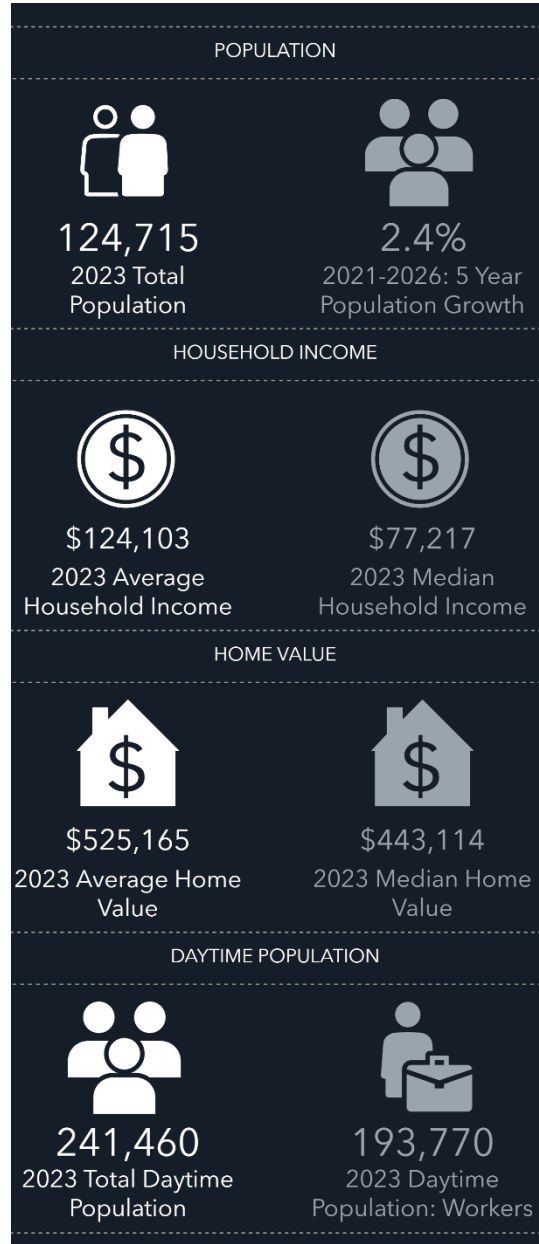 POPULATION
124,715
2023 Total
Population
2.4%
2021-2026: 5 Year
Population Growth
HOUSEHOLD INCOME
$
$124,103
2023 Average
Household Income
$
$77,217
2023 Median
Household Income
HOME VALUE
$
$525,165
2023 Average Home
Value
$
$443,114
2023 Median Home
Value
DAYTIME POPULATION
241,460
2023 Total Daytime
Population
193,770
2023 Daytime
Population: Workers